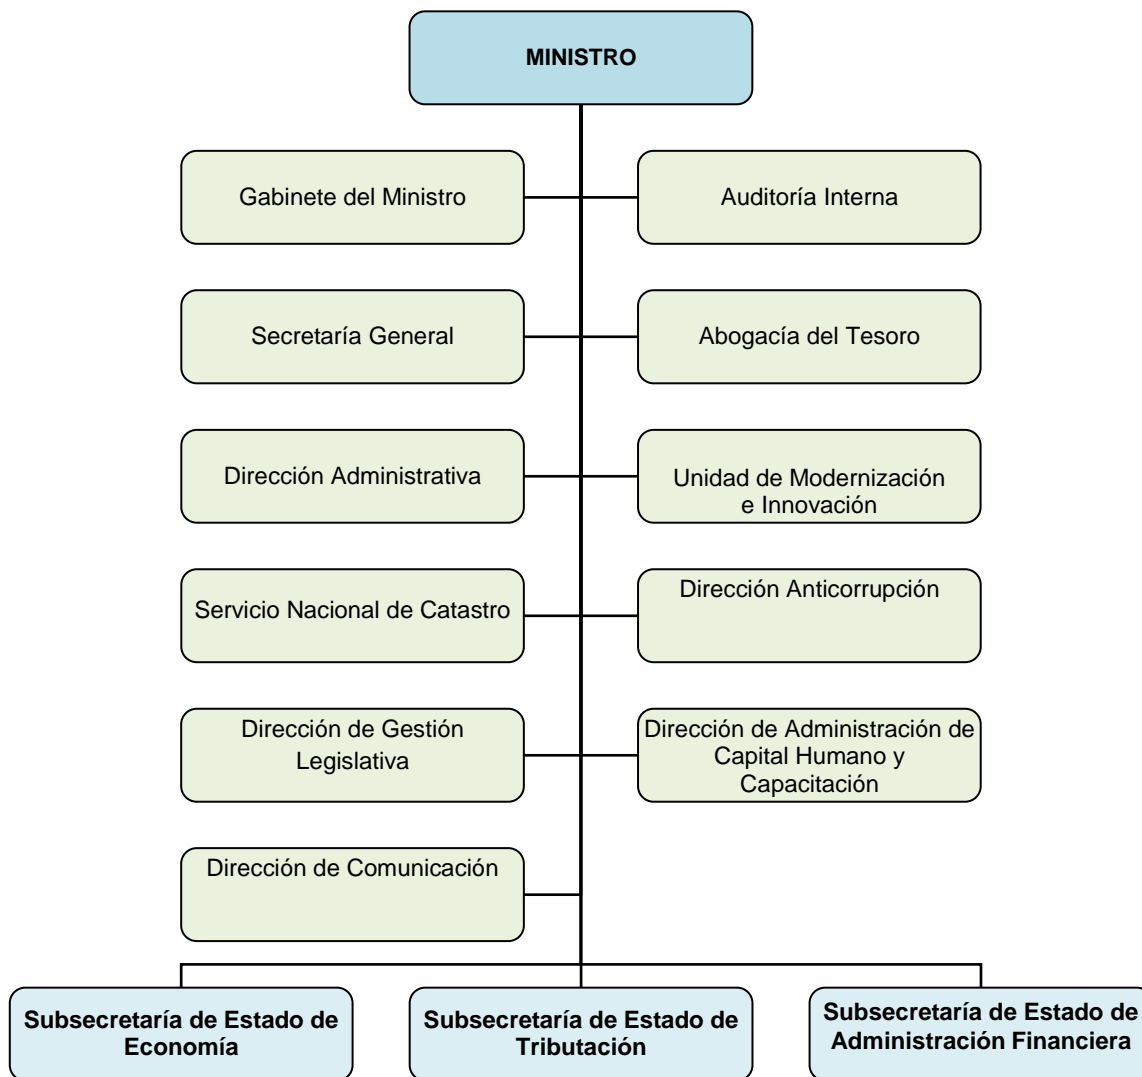 MINISTRO
Gabinete del Ministro
Auditoría Interna
Secretaría General
Abogacía del Tesoro
Dirección Administrativa
Unidad de Modernización
e Innovación
Servicio Nacional de Catastro
Dirección Anticorrupción
Dirección de Gestión
Legislativa
Dirección de Administración de
Capital Humano y
Capacitación
Dirección de Comunicación
Subsecretaría de Estado de
Economía
Subsecretaría de Estado de
Tributación
Subsecretaría de Estado de
Administración Financiera